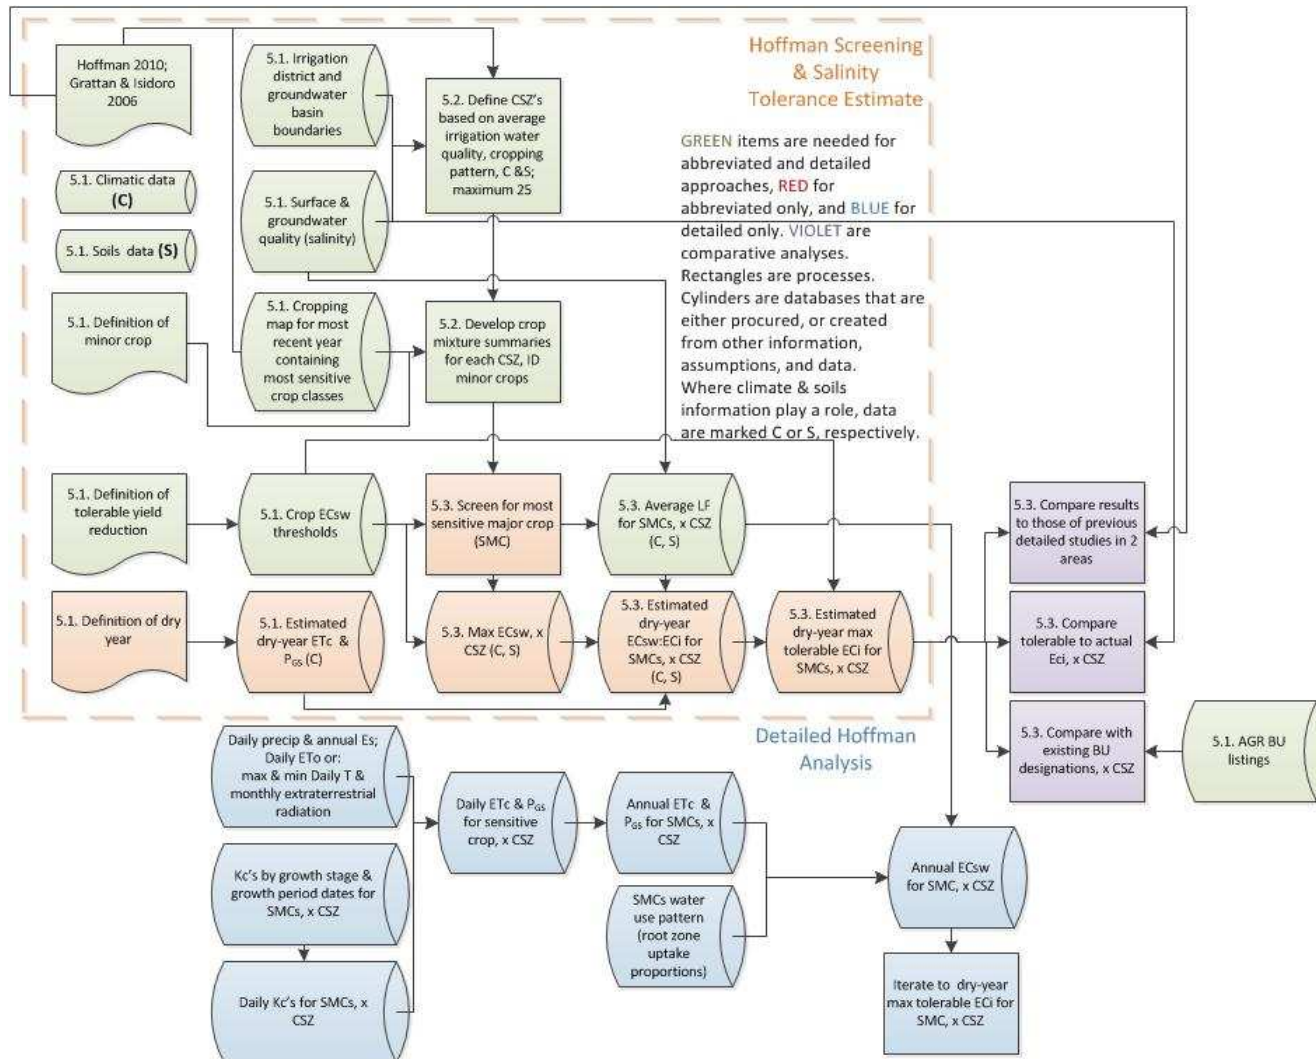 Hoffman 2010;
Grattan & Isidoro
2006
5.1. Irrigation
district and
groundwater
basin
boundaries
5.2. Define CSZ's
based on average
irrigation water
quality, cropping
pattern, C &S;
maximum 25
Hoffman Screening
& Salinity
Tolerance Estimate
GREEN items are needed for
abbreviated and detailed
approaches, RED for
abbreviated only, and BLUE for
detailed only. VIOLET are
comparative analyses.
Rectangles are processes.
Cylinders are databases that are
either procured, or created
from other information,
assumptions, and data.
Where climate & soils
information play a role, data
are marked C or S, respectively.
5.1. Climatic data
(C)
5.1. Surface &
groundwater
quality (salinity)
5.1. Soils data (S)
5.1. Definition of
minor crop
5.1. Cropping
map for most
recent year
containing
most sensitive
crop classes
5.2. Develop crop
mixture summaries
for each CSZ, ID
minor crops
5.1. Definition of
tolerable yield
reduction
5.1. Crop ECsw
thresholds
5.3. Screen for most
sensitive major crop
(SMC)
5.3. Average LF
for SMCs, x CSZ
(C, S)
5.3. Compare results
to those of previous
detailed studies in 2
areas
5.1. Definition of dry
year
5.1. Estimated
dry-year ETc &
PGS (C)
5.3. Max ECsw, x
CSZ (C, S)
5.3. Estimated
dry-year
ECsw:ECi for
SMCs, x CSZ
(C, S)
5.3. Estimated
dry-year max
tolerable ECi for
SMCs, x CSZ
5.3. Compare
tolerable to actual
Eci, x CSZ
5.3. Compare with
existing BU
designations, x CSZ
5.1. AGR BU
listings
Detailed Hoffman
Analysis
Daily precip & annual Es;
Daily ETo or:
max & min Daily T &
monthly extraterrestrial
radiation
Daily ETc & PGS
for sensitive
crop, x CSZ
Annual ETc &
PGS for SMCs, x
CSZ
Kc's by growth stage &
growth period dates for
SMCs, x CSZ
SMCs water
use pattern
(root zone
uptake
proportions)
Annual ECsw
for SMC, x CSZ
Daily Kc's for SMCs, x
CSZ
Iterate to dry-year
max tolerable ECi for
SMC, x CSZ